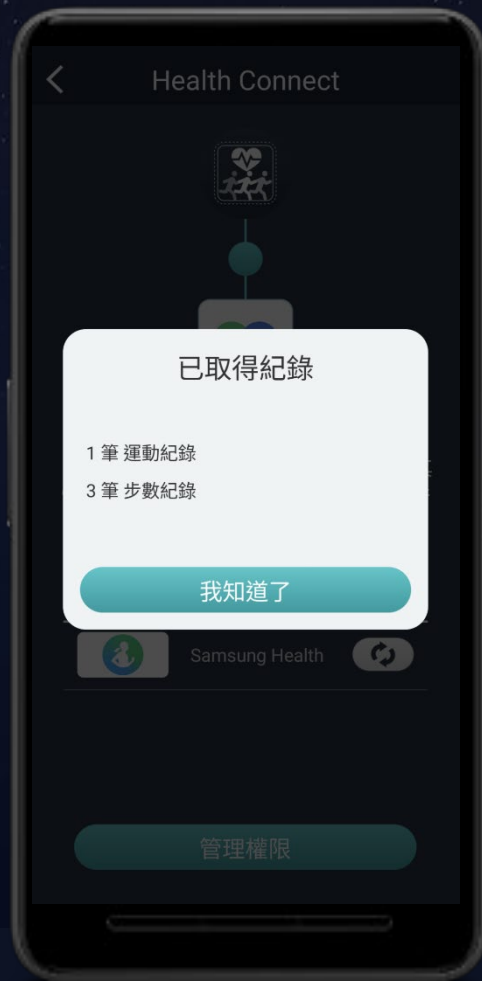 Health Connect
已取得紀錄
1 筆 運動紀錄
3 筆 步數紀錄
我知道了
Samsung Health
管理權限